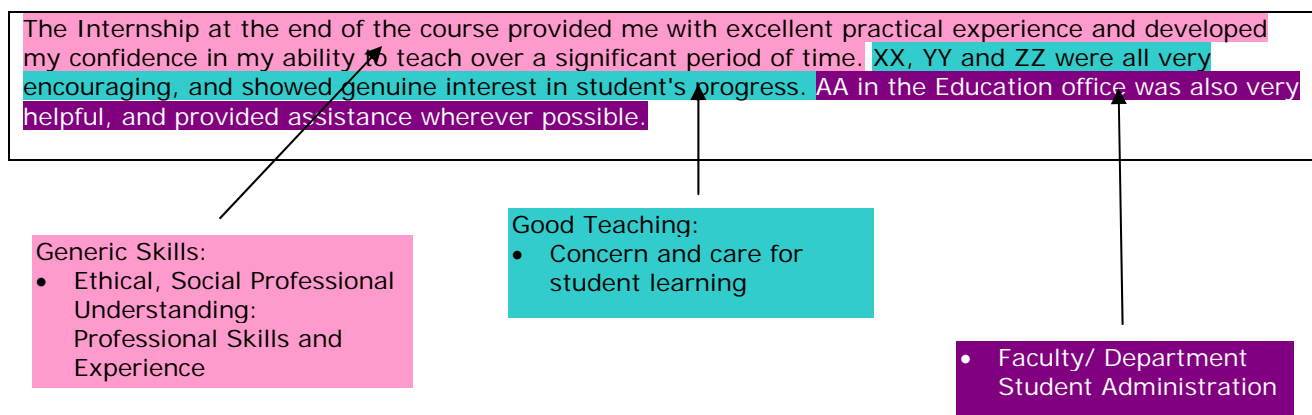 The Internship at the end of the course provided me with excellent practical experience and developed
my confidence in my ability to teach over a significant period of time. XX, YY and ZZ were all very
encouraging, and showed genuine interest in student's progress. AA in the Education office was also very
helpful, and provided assistance wherever possible.
Generic Skills:
• Ethical, Social Professional
Understanding:
Professional Skills and
Experience
Good Teaching:
• Concern and care for
student learning
• Faculty/ Department
Student Administration